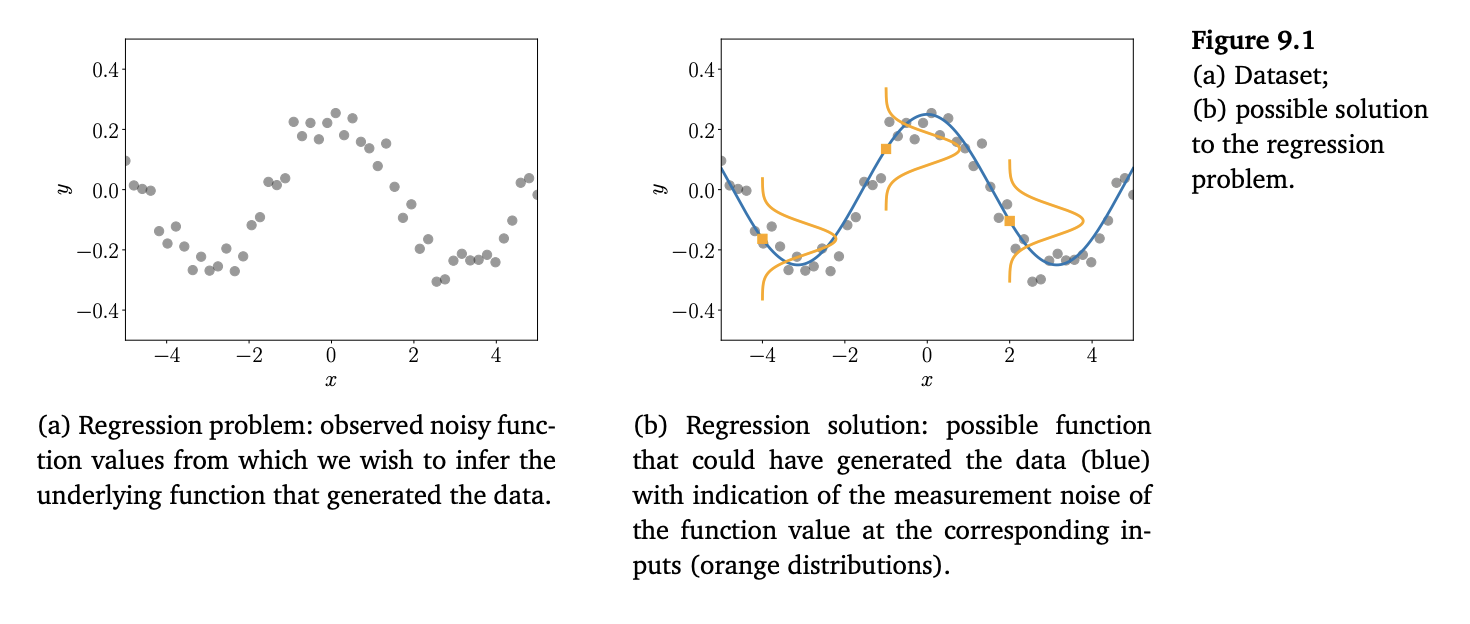 0.4
0.2
0.0
−0.2
−0.4
y
−4
−2
0
2
4
x
0.4
0.2
0.0
−0.2
−0.4
y
−4
−2
0
2
4
x
Figure 9.1
(a) Dataset;
(b) possible solution
to the regression
problem.
(a) Regression problem: observed noisy func-
tion values from which we wish to infer the
underlying function that generated the data.
(b) Regression solution: possible function
that could have generated the data (blue)
with indication of the measurement noise of
the function value at the corresponding in-
puts (orange distributions).